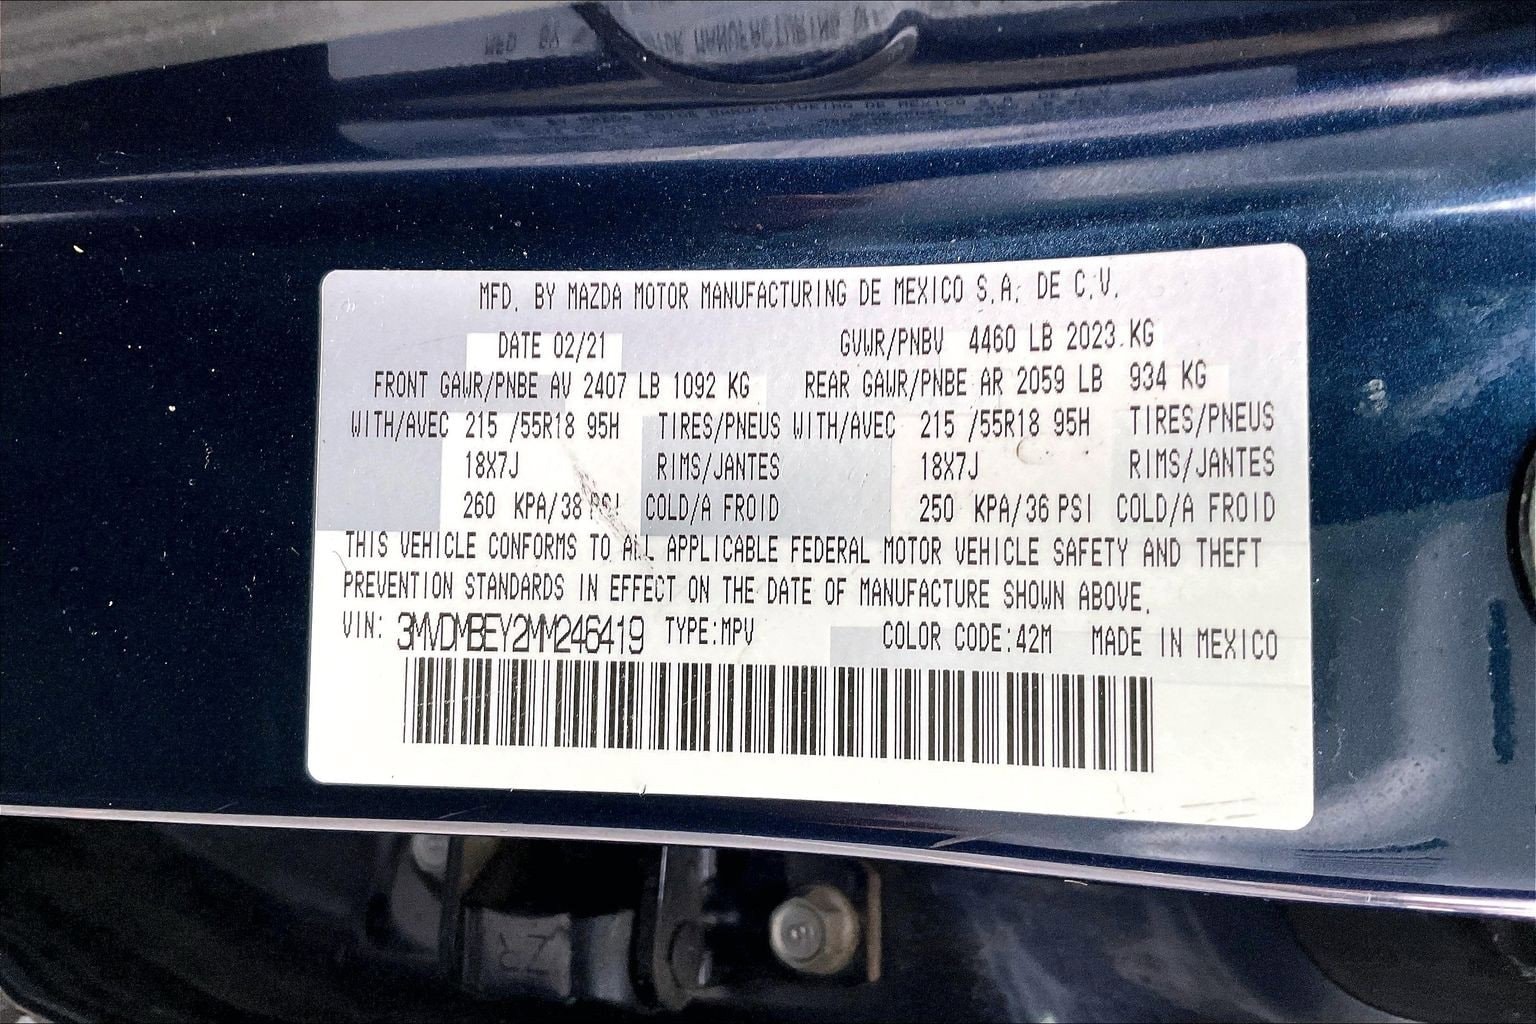 MFD. BY MAZDA MOTOR MANUFACTURING DE MEXICO S.A. DE C.V.
DATE 02/21 GVWR/PNBV 4460 LB 2023 KG
FRONT GAWR/PNBE AV 2407 LB 1092 KG REAR GAWR/PNBE AR 2059 LB 934 KG
WITH/AVEC 215 /55R18 95H TIRES/PNEUS WITH/AVEC 215 /55R18 95H TIRES/PNEUS
18X7J RIMS/JANTES 18X7J RIMS/JANTES
260 KPA/38 PSI COLD/A FROID 250 KPA/36 PSI COLD/A FROID
THIS VEHICLE CONFORMS TO ALL APPLICABLE FEDERAL MOTOR VEHICLE SAFETY AND THEFT
PREVENTION STANDARDS IN EFFECT ON THE DATE OF MANUFACTURE SHOWN ABOVE.
VIN: 3MVDMBEY2MM246419 TYPE:MPV COLOR CODE:42M MADE IN MEXICO